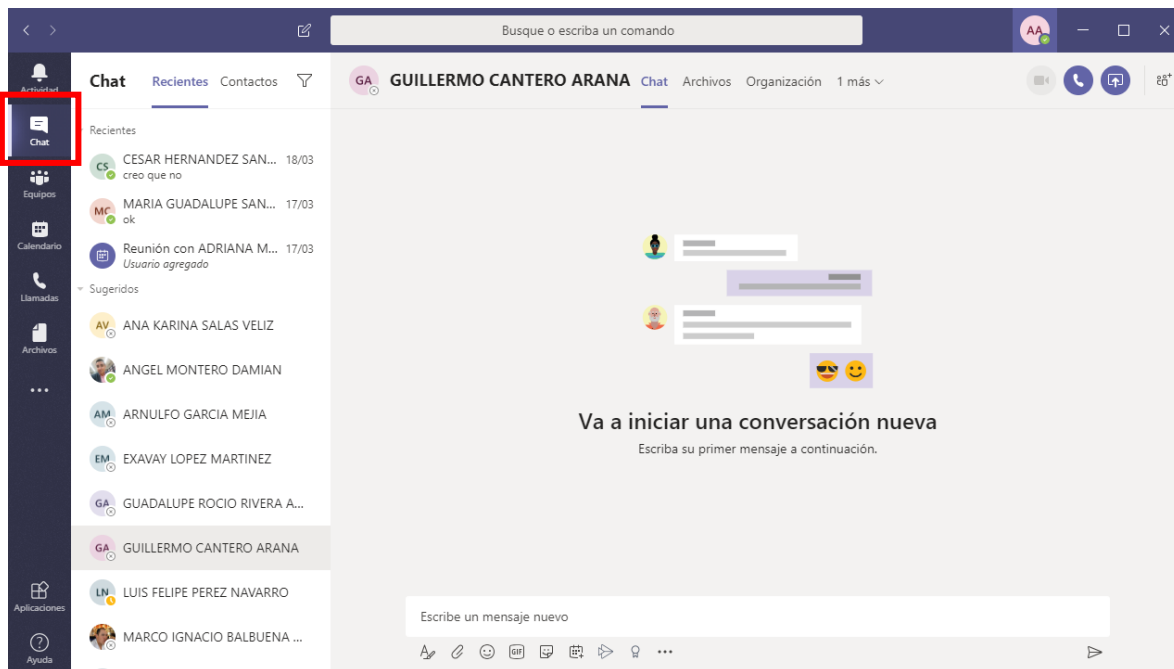 Busque o escriba un comando
AA
Actividad
Chat
Equipos
Calendario
Llamadas
Archivos
Aplicaciones
Ayuda
Chat Recientes Contactos
Recientes
CS CESAR HERNANDEZ SAN... 18/03
creo que no
MC MARIA GUADALUPE SAN... 17/03
ok
Reunión con ADRIANA M... 17/03
Usuario agregado
Sugeridos
AV ANA KARINA SALAS VELIZ
ANGEL MONTERO DAMIAN
AM ARNULFO GARCIA MEJIA
EM EXAVAY LOPEZ MARTINEZ
GA GUADALUPE ROCIO RIVERA A...
GA GUILLERMO CANTERO ARANA
LN LUIS FELIPE PEREZ NAVARRO
MARCO IGNACIO BALBUENA ...
GA GUILLERMO CANTERO ARANA Chat Archivos Organización 1 más
Va a iniciar una conversación nueva
Escriba su primer mensaje a continuación.
Escribe un mensaje nuevo
GIF